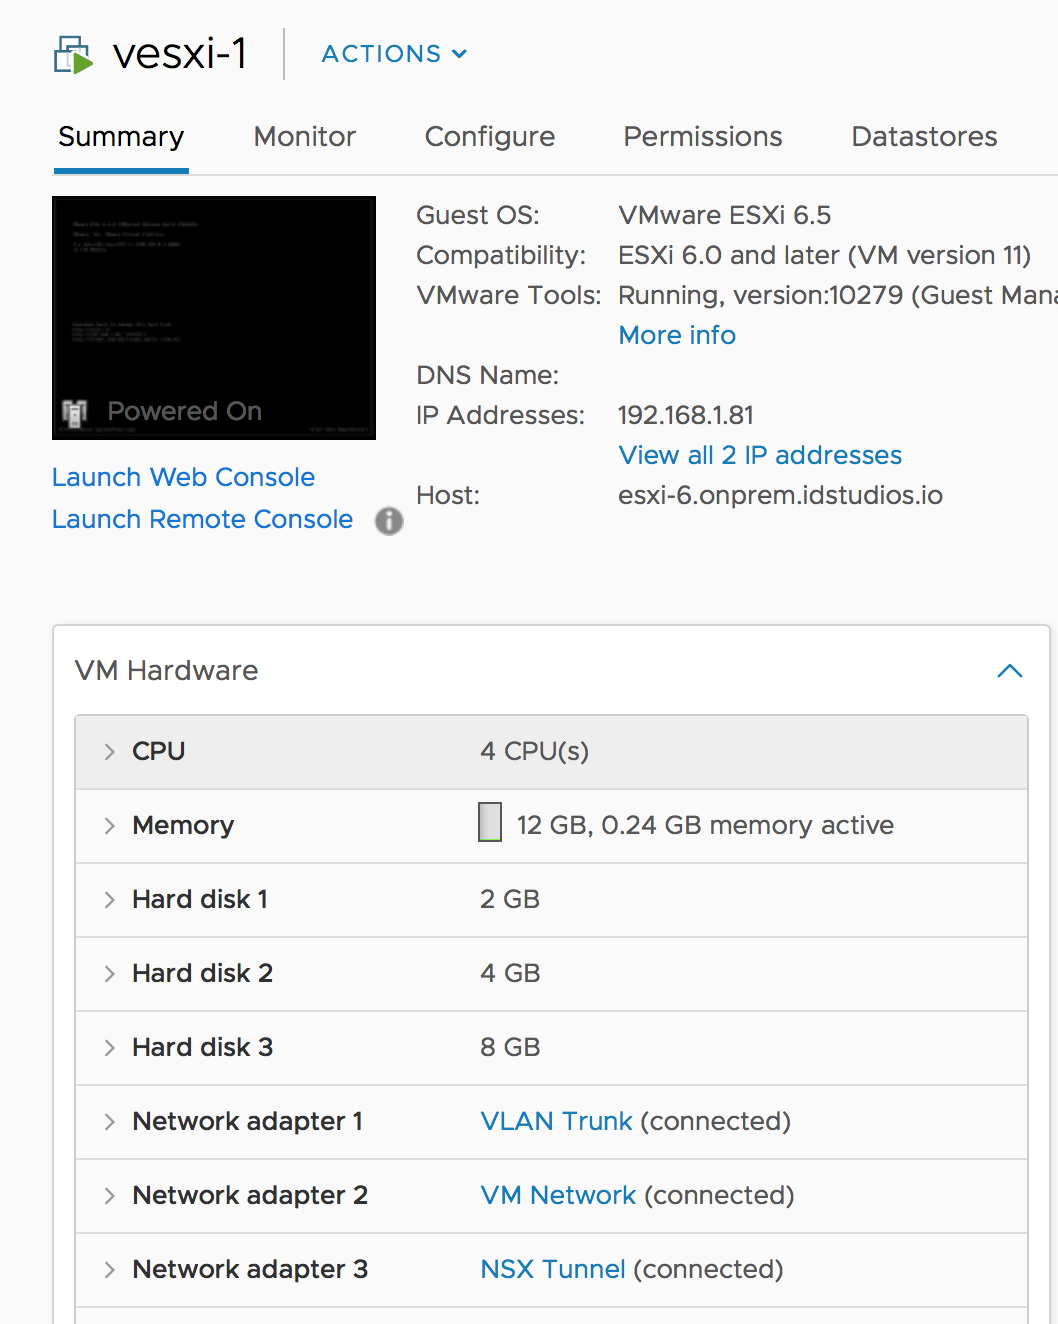 vesxi-1
ACTIONS
Summary Monitor Configure Permissions Datastores
Guest OS: VMware ESXi 6.5
Compatibility: ESXi 6.0 and later (VM version 11)
VMware Tools: Running, version:10279 (Guest Mana
More info
DNS Name:
IP Addresses: 192.168.1.81
View all 2 IP addresses
Host: esxi-6.onprem.idstudios.io
Powered On
Launch Web Console
Launch Remote Console
VM Hardware
CPU 4 CPU(s)
Memory 12 GB, 0.24 GB memory active
Hard disk 1 2 GB
Hard disk 2 4 GB
Hard disk 3 8 GB
Network adapter 1 VLAN Trunk (connected)
Network adapter 2 VM Network (connected)
Network adapter 3 NSX Tunnel (connected)